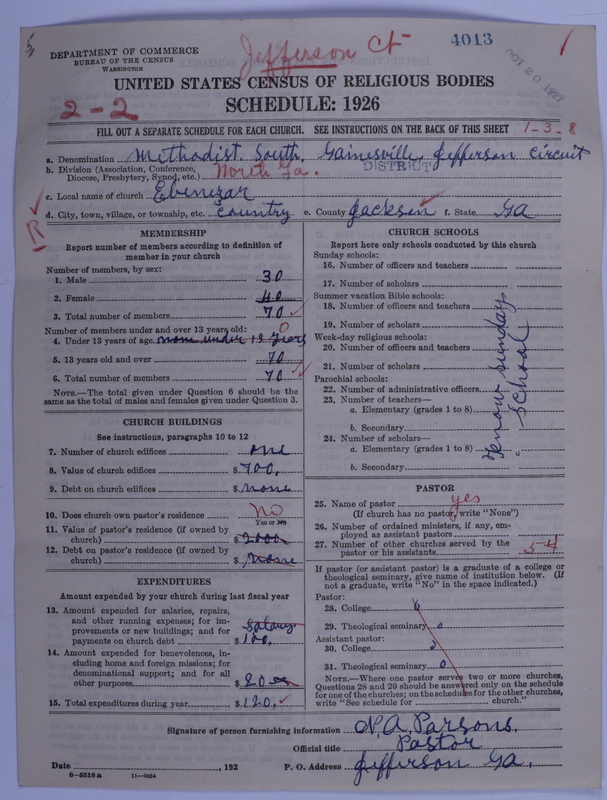 5
DEPARTMENT OF COMMERCE
BUREAU OF THE CENSUS
WASHINGTON
Jefferson Ct
4013
OCT 20 1927
1
UNITED STATES CENSUS OF RELIGIOUS BODIES
2-2
SCHEDULE: 1926
FILL OUT A SEPARATE SCHEDULE FOR EACH CHURCH. SEE INSTRUCTIONS ON THE BACK OF THIS SHEET 1-3-8
a. Denomination Methodist. South. Gainesville, Jefferson Circuit
b. Division (Association, Conference, Diocese, Presbytery, Synod, etc.) North Ga. DISTRICT
c. Local name of church Ebenezar
d. City, town, village, or township, etc. Country e. County Jackson f. State Ga
R
MEMBERSHIP
Report number of members according to definition of member in your church
Number of members, by sex:
1. Male 30
2. Female 40
3. Total number of members 70
Number of members under and over 13 years old:
4. Under 13 years of age none under 13 years 0
5. 13 years old and over 70
6. Total number of members 70
NOTE.—The total given under Question 6 should be the same as the total of males and females given under Question 3.
CHURCH BUILDINGS
See instructions, paragraphs 10 to 12
7. Number of church edifices one
8. Value of church edifices $ 700.
9. Debt on church edifices $ none
10. Does church own pastor's residence? No
Yes or No
11. Value of pastor's residence (if owned by church) $ 2000
12. Debt on pastor's residence (if owned by church) $ None
EXPENDITURES
Amount expended by your church during last fiscal year
13. Amount expended for salaries, repairs, and other running expenses; for improvements or new buildings; and for payments on church debt salary $ 100.
14. Amount expended for benevolences, including home and foreign missions; for denominational support; and for all other purposes $ 20
15. Total expenditures during year $ 120.
CHURCH SCHOOLS
Report here only schools conducted by this church
Sunday schools:
16. Number of officers and teachers
17. Number of scholars
Summer vacation Bible schools:
18. Number of officers and teachers
19. Number of scholars
Week-day religious schools:
20. Number of officers and teachers
21. Number of scholars
Parochial schools:
22. Number of administrative officers
23. Number of teachers—
a. Elementary (grades 1 to 8)
b. Secondary
24. Number of scholars—
a. Elementary (grades 1 to 8)
b. Secondary
Know Sunday
School
PASTOR
25. Name of pastor yes
(If church has no pastor, write "None")
26. Number of ordained ministers, if any, employed as assistant pastors
27. Number of other churches served by the pastor or his assistants 5 4
If pastor (or assistant pastor) is a graduate of a college or theological seminary, give name of institution below. (If not a graduate, write "No" in the space indicated.)
Pastor:
28. College 0
29. Theological seminary 0
Assistant pastor:
30. College 0
31. Theological seminary 0
NOTE.—Where one pastor serves two or more churches, Questions 28 and 29 should be answered only on the schedule for one of the churches; on the schedules for the other churches, write "See schedule for church."
Signature of person furnishing information N. A. Parsons.
Official title Pastor
Date , 192 P. O. Address Jefferson Ga.
8—5518a 11—9264